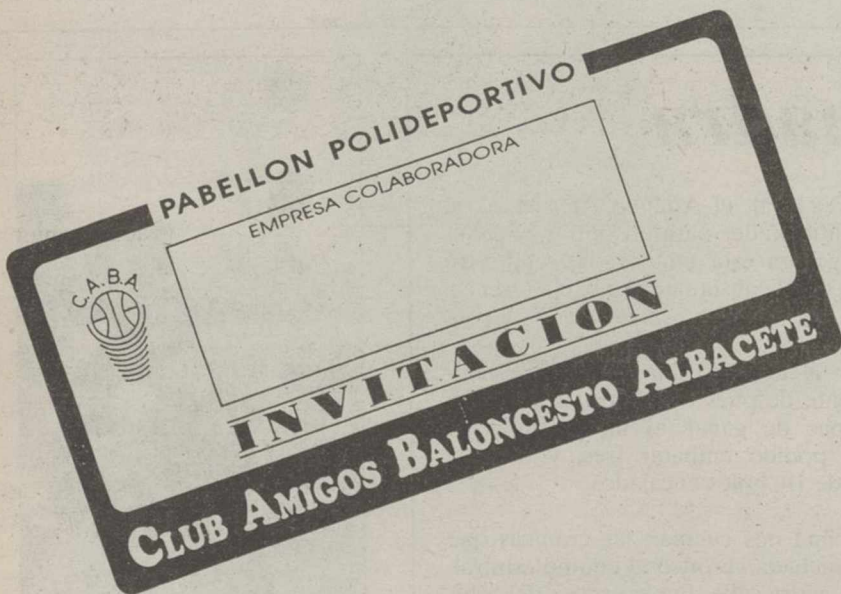 PABELLON POLIDEPORTIVO
EMPRESA COLABORADORA
C.A.B.A
INVITACION
CLUB AMIGOS BALONCESTO ALBACETE